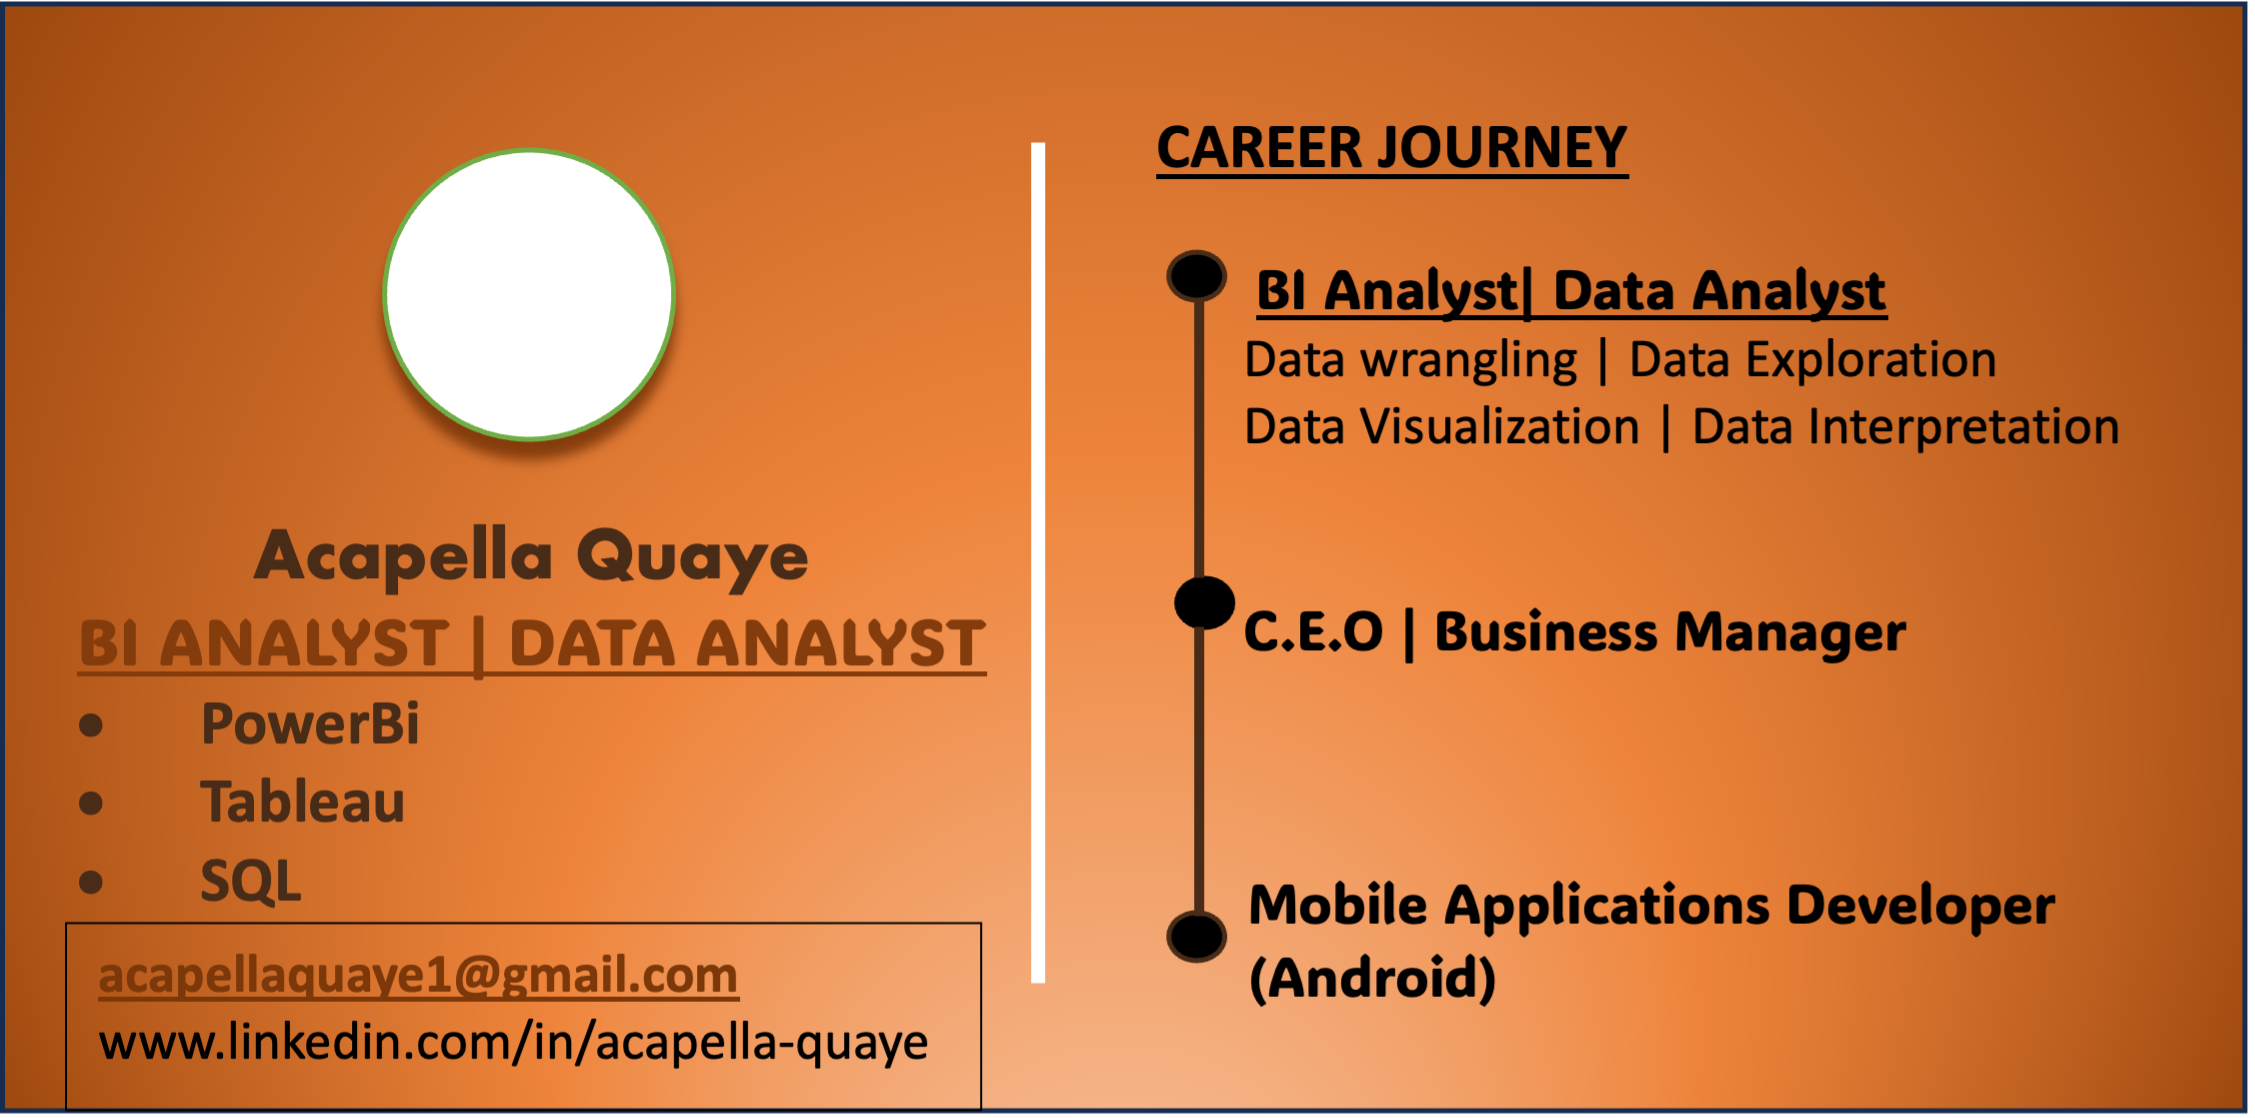 Acapella Quaye
BI ANALYST | DATA ANALYST
• PowerBi
• Tableau
• SQL
acapellaquaye1@gmail.com
www.linkedin.com/in/acapella-quaye
CAREER JOURNEY
BI Analyst| Data Analyst
Data wrangling | Data Exploration
Data Visualization | Data Interpretation
C.E.O | Business Manager
Mobile Applications Developer
(Android)